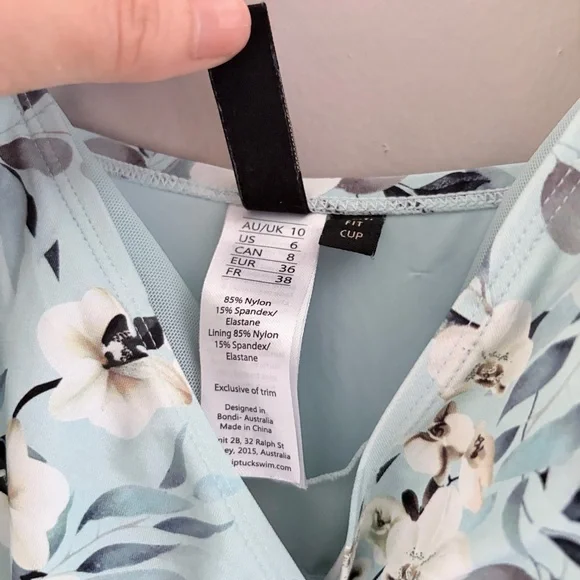 AU/UK 10
US 6
CAN 8
EUR 36
FR 38
85% Nylon
15% Spandex/
Elastane
Lining 85% Nylon
15% Spandex/
Elastane
Exclusive of trim
Designed in
Bondi- Australia
Made in China
nit 2B, 32 Ralph St
ey, 2015, Australia
iptuckswim.com
FIT
CUP